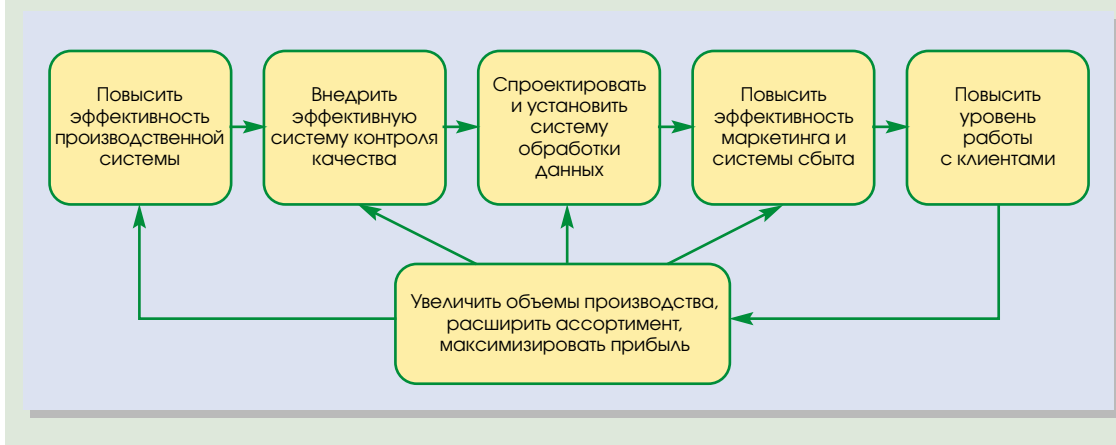 Повысить
эффективность
производственной
системы
Внедрить
эффективную
систему контроля
качества
Спроектировать
и установить
систему
обработки
данных
Повысить
эффективность
маркетинга и
системы сбыта
Повысить
уровень
работы
с клиентами
Увеличить объемы производства,
расширить ассортимент,
максимизировать прибыль